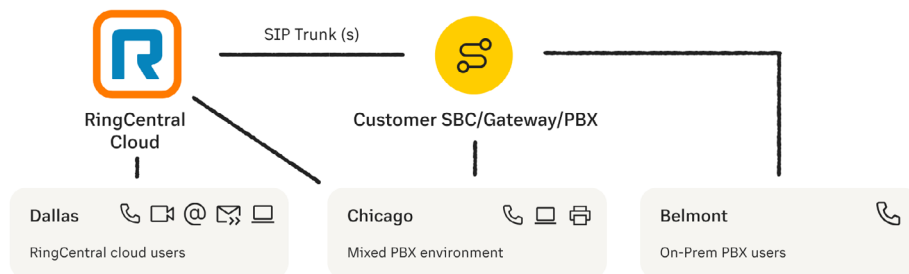 SIP Trunk (s)
RingCentral
Cloud
Customer SBC/Gateway/PBX
Dallas
RingCentral cloud users
Chicago
Mixed PBX environment
Belmont
On-Prem PBX users